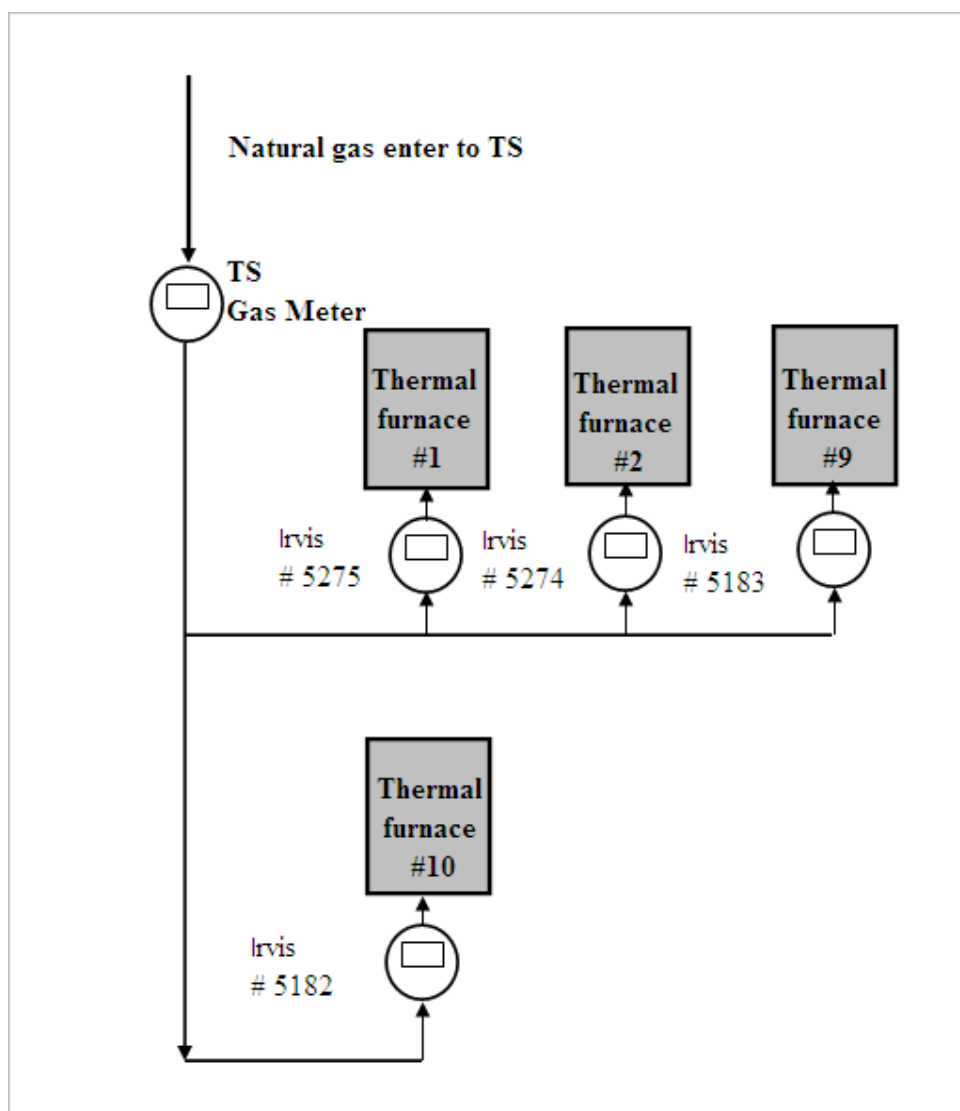 Natural gas enter to TS
TS
Gas Meter
Thermal
furnace
#1
Thermal
furnace
#2
Thermal
furnace
#9
Irvis
# 5275
Irvis
# 5274
Irvis
# 5183
Thermal
furnace
#10
Irvis
# 5182